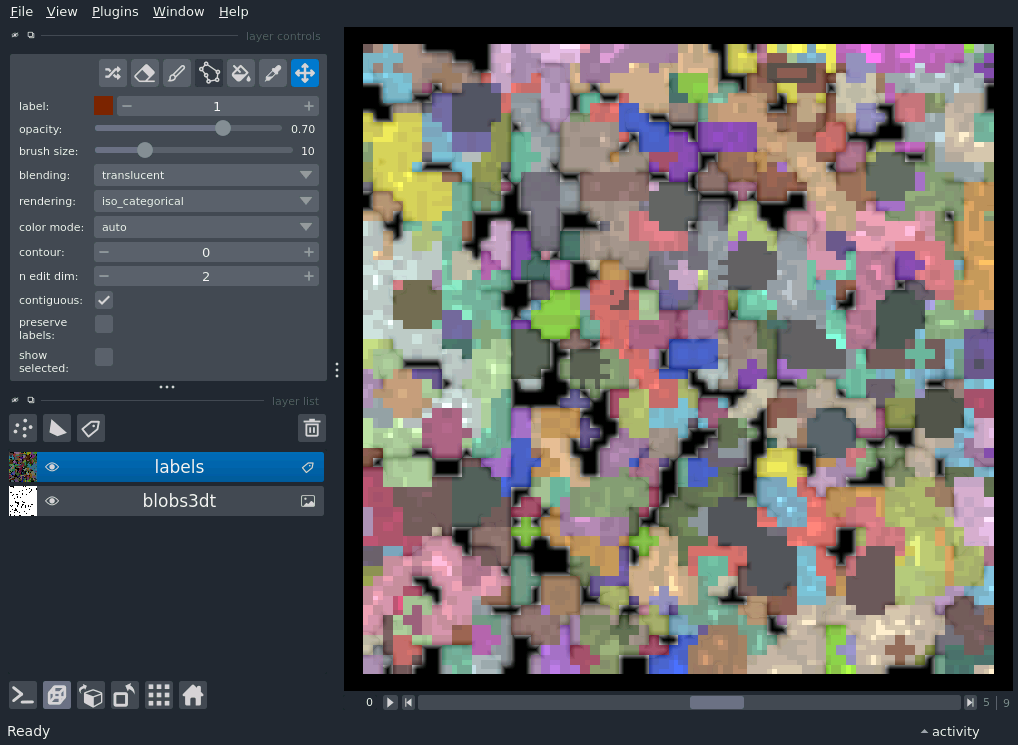 File View Plugins Window Help
layer controls
label: 1
opacity: 0.70
brush size: 10
blending: translucent
rendering: iso_categorical
color mode: auto
contour: 0
n edit dim: 2
contiguous:
preserve
labels:
show
selected:
layer list
labels
blobs3dt
0 5 9
Ready activity